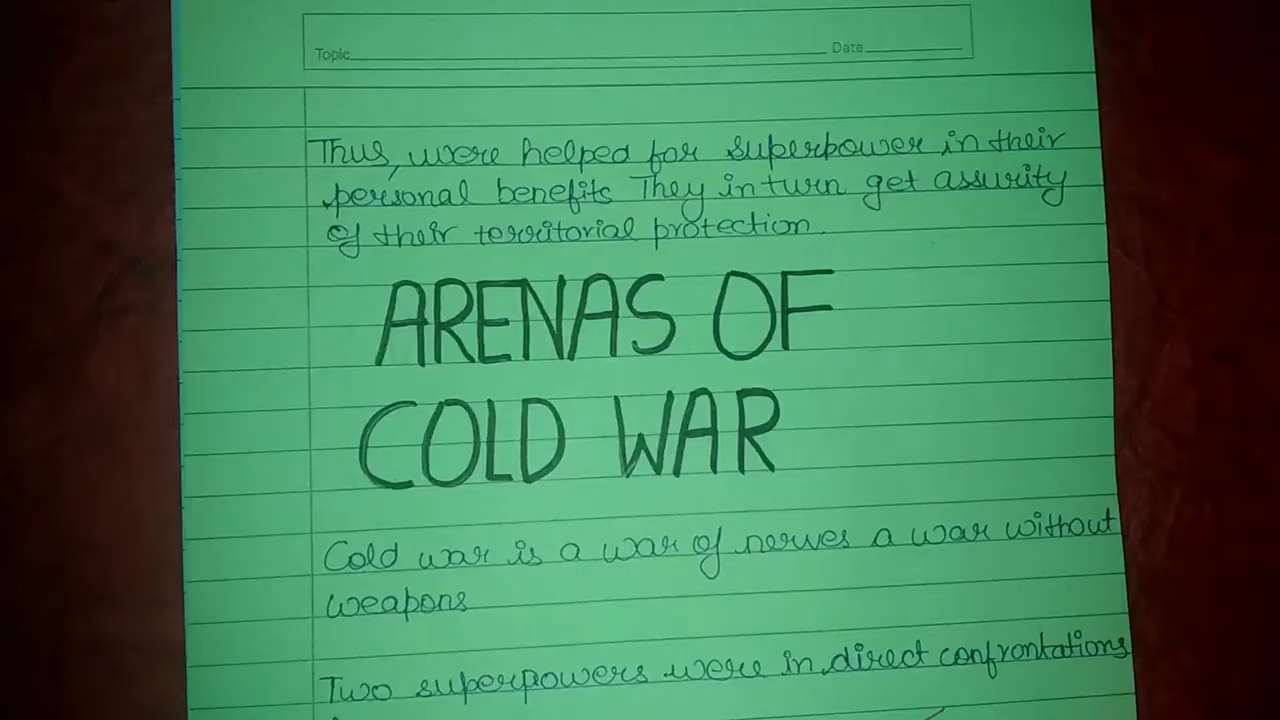 Topic Date
Thus, were helped for superpower in their
personal benefits They in turn get assurity
of their territorial protection.
ARENAS OF
COLD WAR
Cold war is a war of nerves a war without
weapons
Two superpowers were in direct confrontations